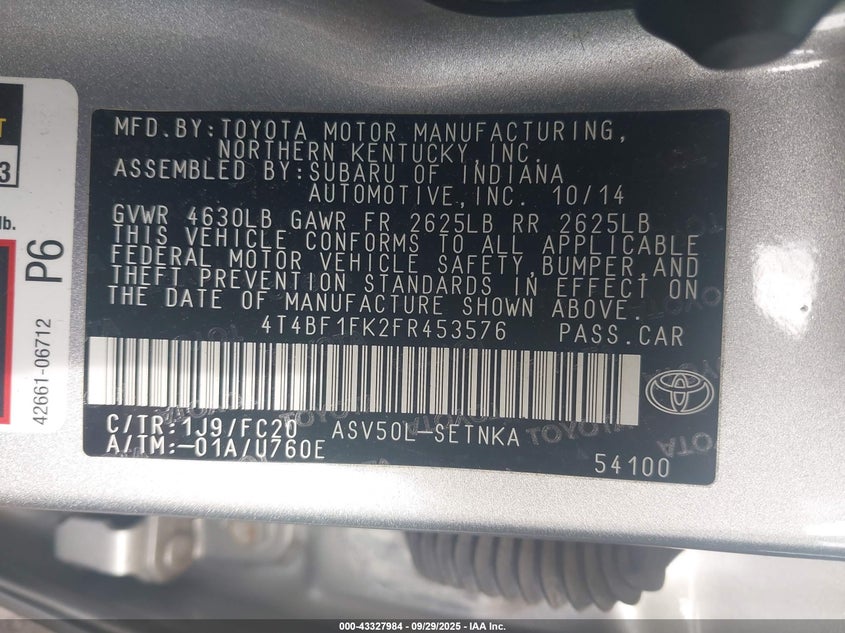 MFD.BY:TOYOTA MOTOR MANUFACTURING,
NORTHERN KENTUCKY,INC.
ASSEMBLED BY:SUBARU OF INDIANA
AUTOMOTIVE,INC. 10/14
GVWR 4630LB GAWR FR 2625LB RR 2625LB
THIS VEHICLE CONFORMS TO ALL APPLICABLE
FEDERAL MOTOR VEHICLE SAFETY,BUMPER,AND
THEFT PREVENTION STANDARDS IN EFFECT ON
THE DATE OF MANUFACTURE SHOWN ABOVE.
4T4BF1FK2FR453576 PASS.CAR
C/TR:1J9/FC20 ASV50L-SETNKA
A/TM:-01A/U760E
54100
3
lb.
P6
42661-06712
000-43327984 - 09/29/2025 - IAA Inc.